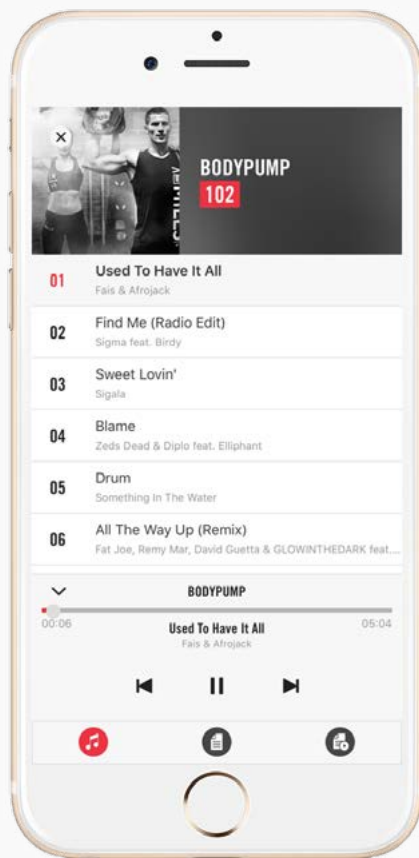 BODYPUMP
102
01
Used To Have It All
Fais & Afrojack
02
Find Me (Radio Edit)
Sigma feat. Birdy
03
Sweet Lovin'
Sigala
04
Blame
Zeds Dead & Diplo feat. Elliphant
05
Drum
Something In The Water
06
All The Way Up (Remix)
Fat Joe, Remy Mar, David Guetta & GLOWINTHEDARK feat....
BODYPUMP
00:06
05:04
Used To Have It All
Fais & Afrojack